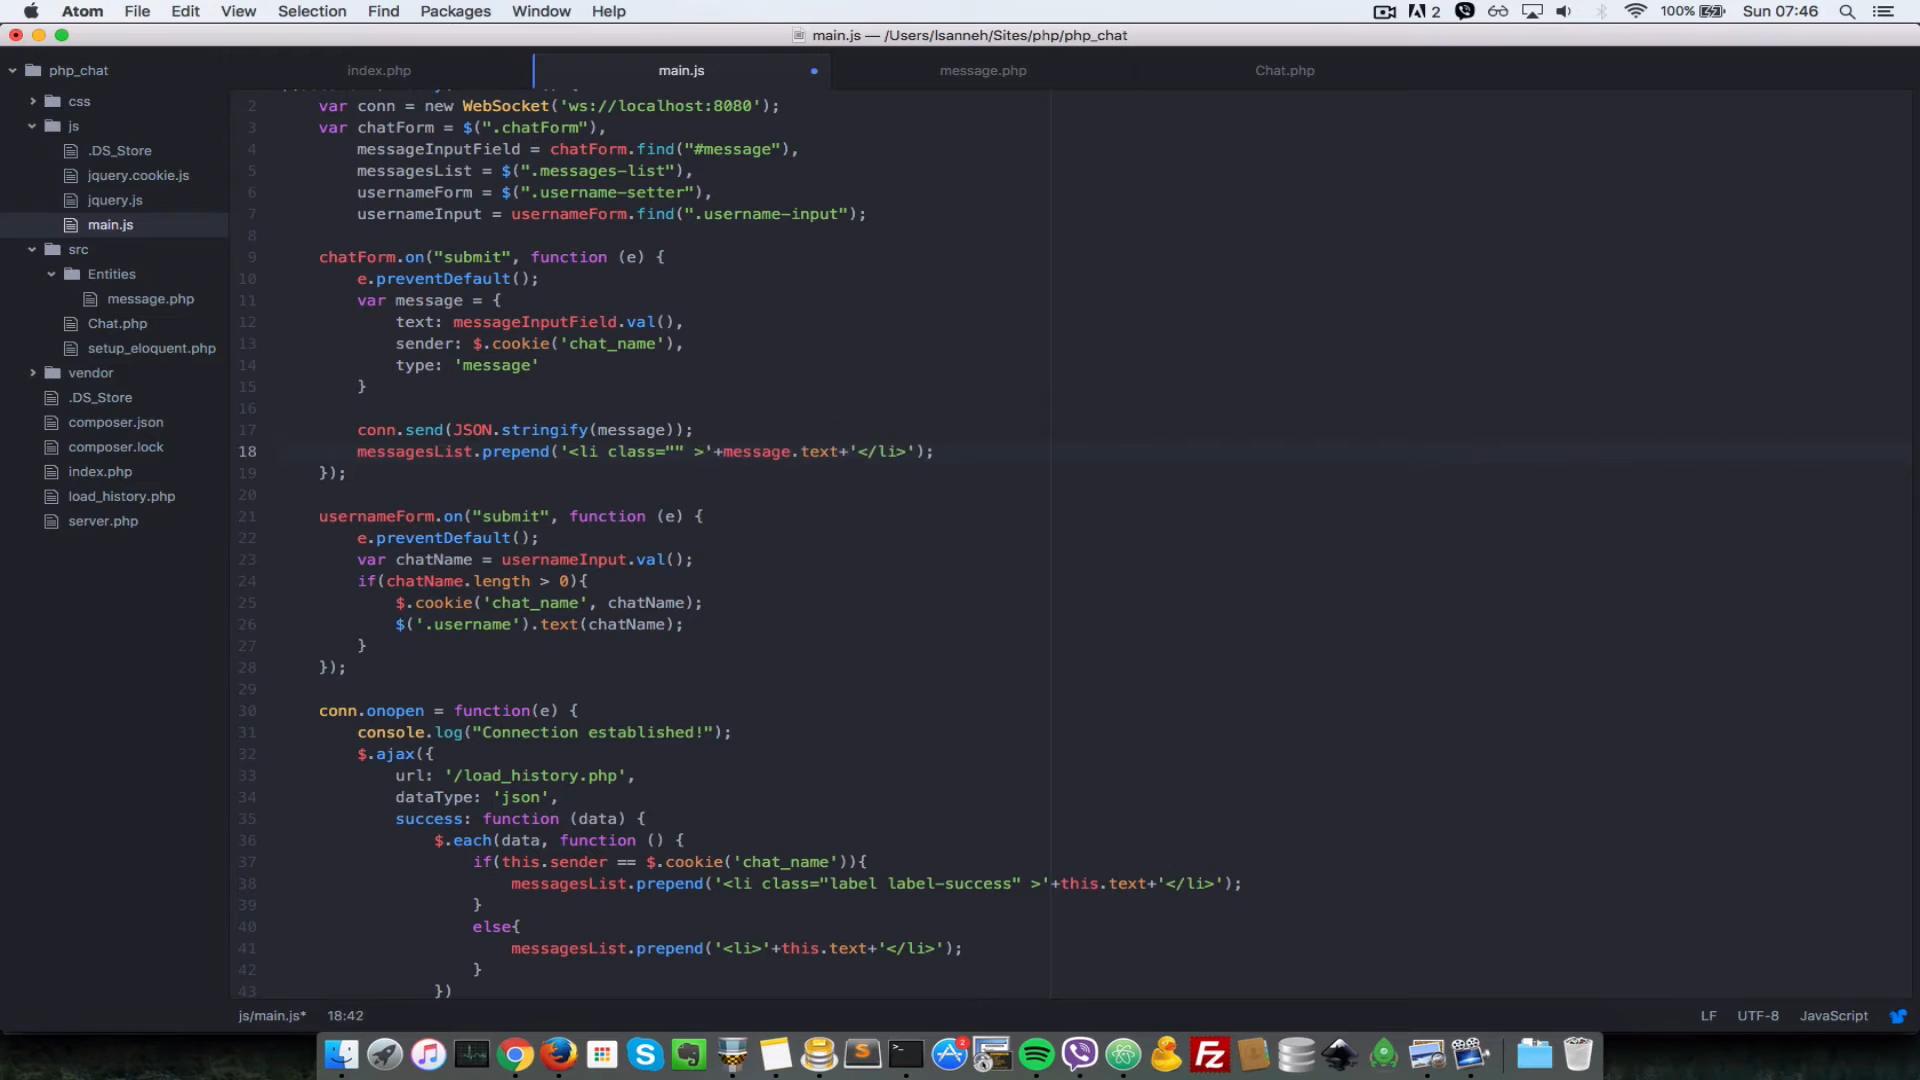 Atom File Edit View Selection Find Packages Window Help 2 100% Sun 07:46
main.js — /Users/lsanneh/Sites/php/php_chat
php_chat
css
js
.DS_Store
jquery.cookie.js
jquery.js
main.js
src
Entities
message.php
Chat.php
setup_eloquent.php
vendor
.DS_Store
composer.json
composer.lock
index.php
load_history.php
server.php
index.php main.js message.php Chat.php
2 var conn = new WebSocket('ws://localhost:8080');
3 var chatForm = $(".chatForm"),
4 messageInputField = chatForm.find("#message"),
5 messagesList = $(".messages-list"),
6 usernameForm = $(".username-setter"),
7 usernameInput = usernameForm.find(".username-input");
8
9 chatForm.on("submit", function (e) {
10 e.preventDefault();
11 var message = {
12 text: messageInputField.val(),
13 sender: $.cookie('chat_name'),
14 type: 'message'
15 }
16
17 conn.send(JSON.stringify(message));
18 messagesList.prepend('<li class="" >'+message.text+'</li>');
19 });
20
21 usernameForm.on("submit", function (e) {
22 e.preventDefault();
23 var chatName = usernameInput.val();
24 if(chatName.length > 0){
25 $.cookie('chat_name', chatName);
26 $('.username').text(chatName);
27 }
28 });
29
30 conn.onopen = function(e) {
31 console.log("Connection established!");
32 $.ajax({
33 url: '/load_history.php',
34 dataType: 'json',
35 success: function (data) {
36 $.each(data, function () {
37 if(this.sender == $.cookie('chat_name')){
38 messagesList.prepend('<li class="label label-success" >'+this.text+'</li>');
39 }
40 else{
41 messagesList.prepend('<li>'+this.text+'</li>');
42 }
43 })
js/main.js* 18:42 LF UTF-8 JavaScript
2
Fz